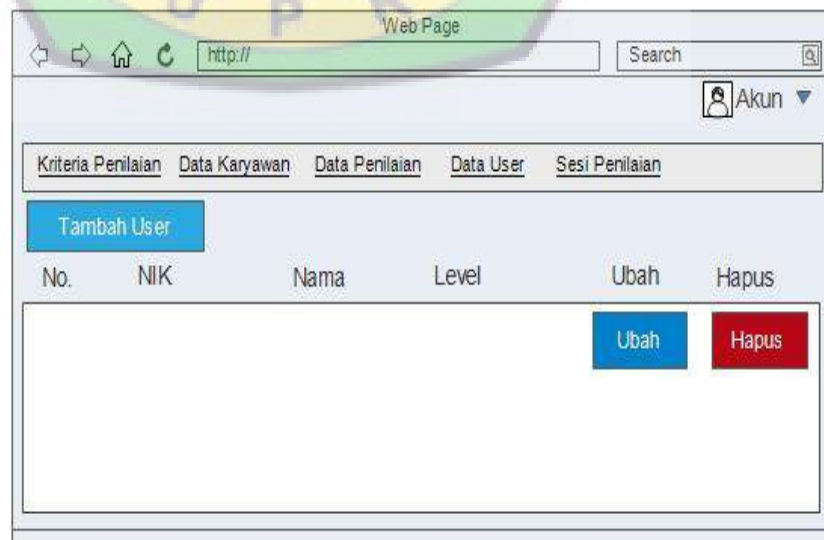 U P
Web Page
http:// Search
Akun
Kriteria Penilaian Data Karyawan Data Penilaian Data User Sesi Penilaian
Tambah User
No. NIK Nama Level Ubah Hapus
Ubah Hapus